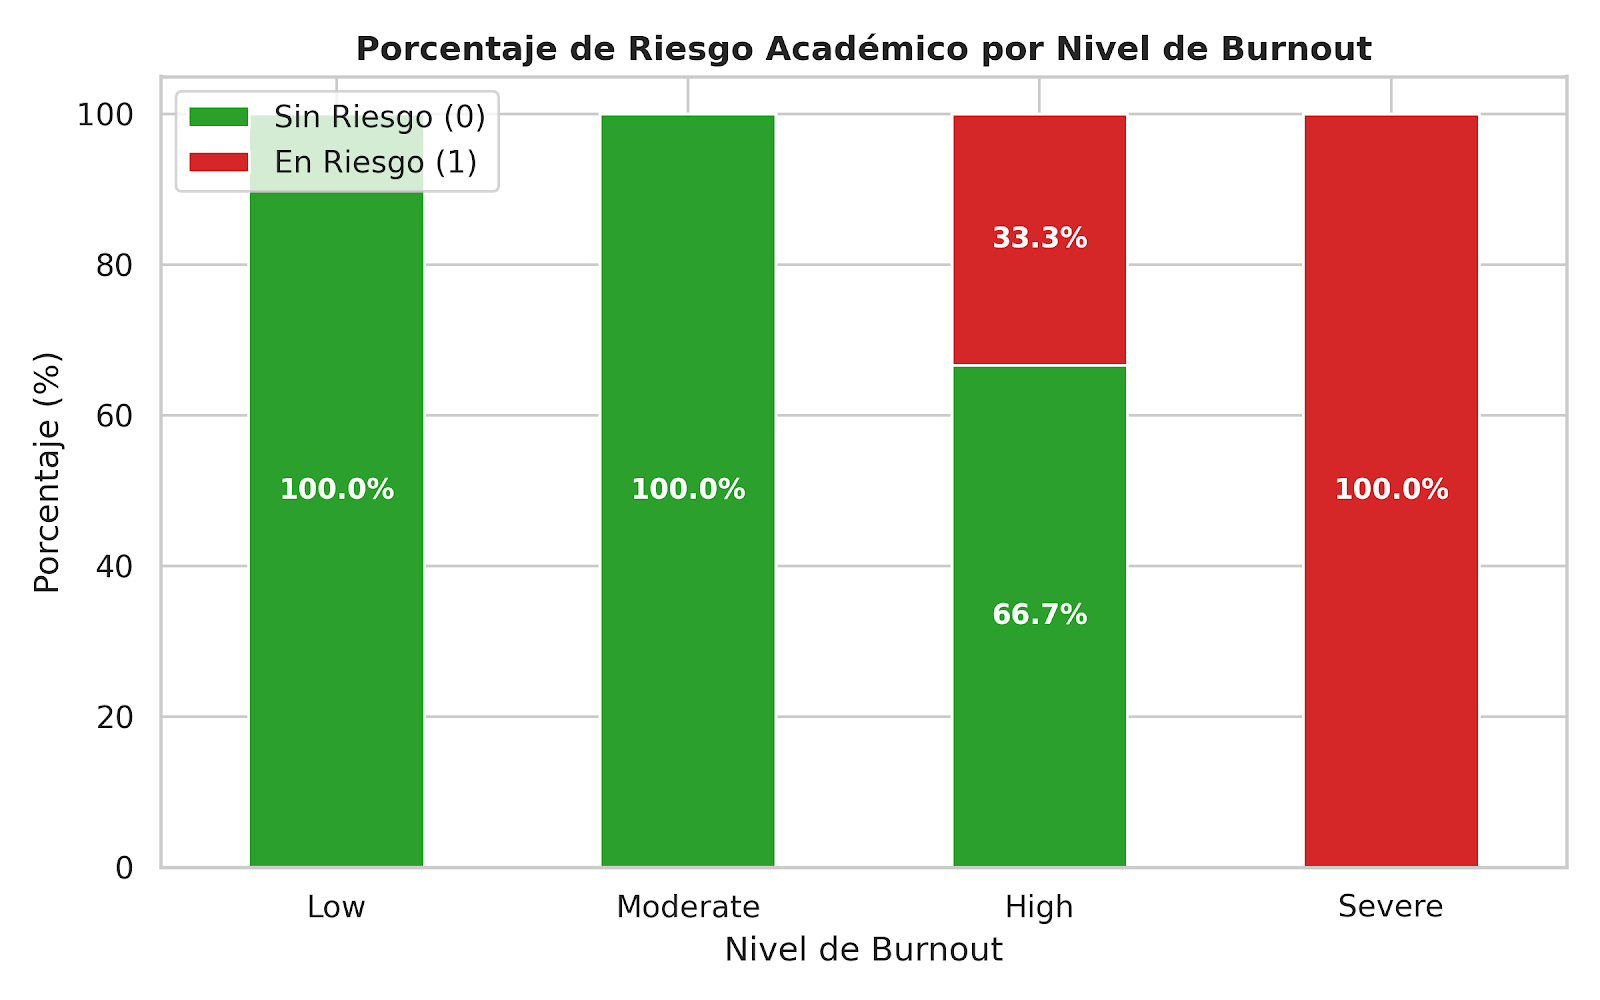 Porcentaje de Riesgo Académico por Nivel de Burnout
Sin Riesgo (0)
En Riesgo (1)
Porcentaje (%)
100
80
60
40
20
0
100.0%
100.0%
33.3%
66.7%
100.0%
Low
Moderate
High
Severe
Nivel de Burnout